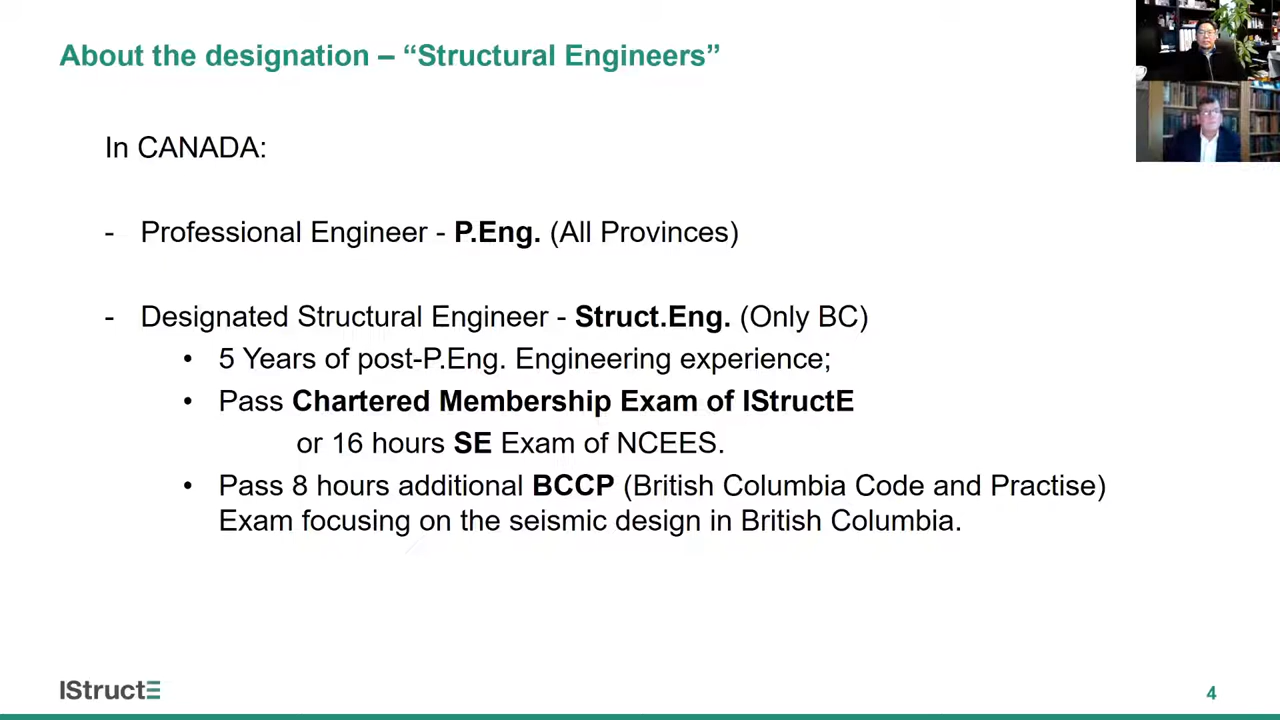 About the designation – “Structural Engineers”
In CANADA:
- Professional Engineer - P.Eng. (All Provinces)
- Designated Structural Engineer - Struct.Eng. (Only BC)
• 5 Years of post-P.Eng. Engineering experience;
• Pass Chartered Membership Exam of IStructE
or 16 hours SE Exam of NCEES.
• Pass 8 hours additional BCCP (British Columbia Code and Practise)
Exam focusing on the seismic design in British Columbia.
IStructE
4